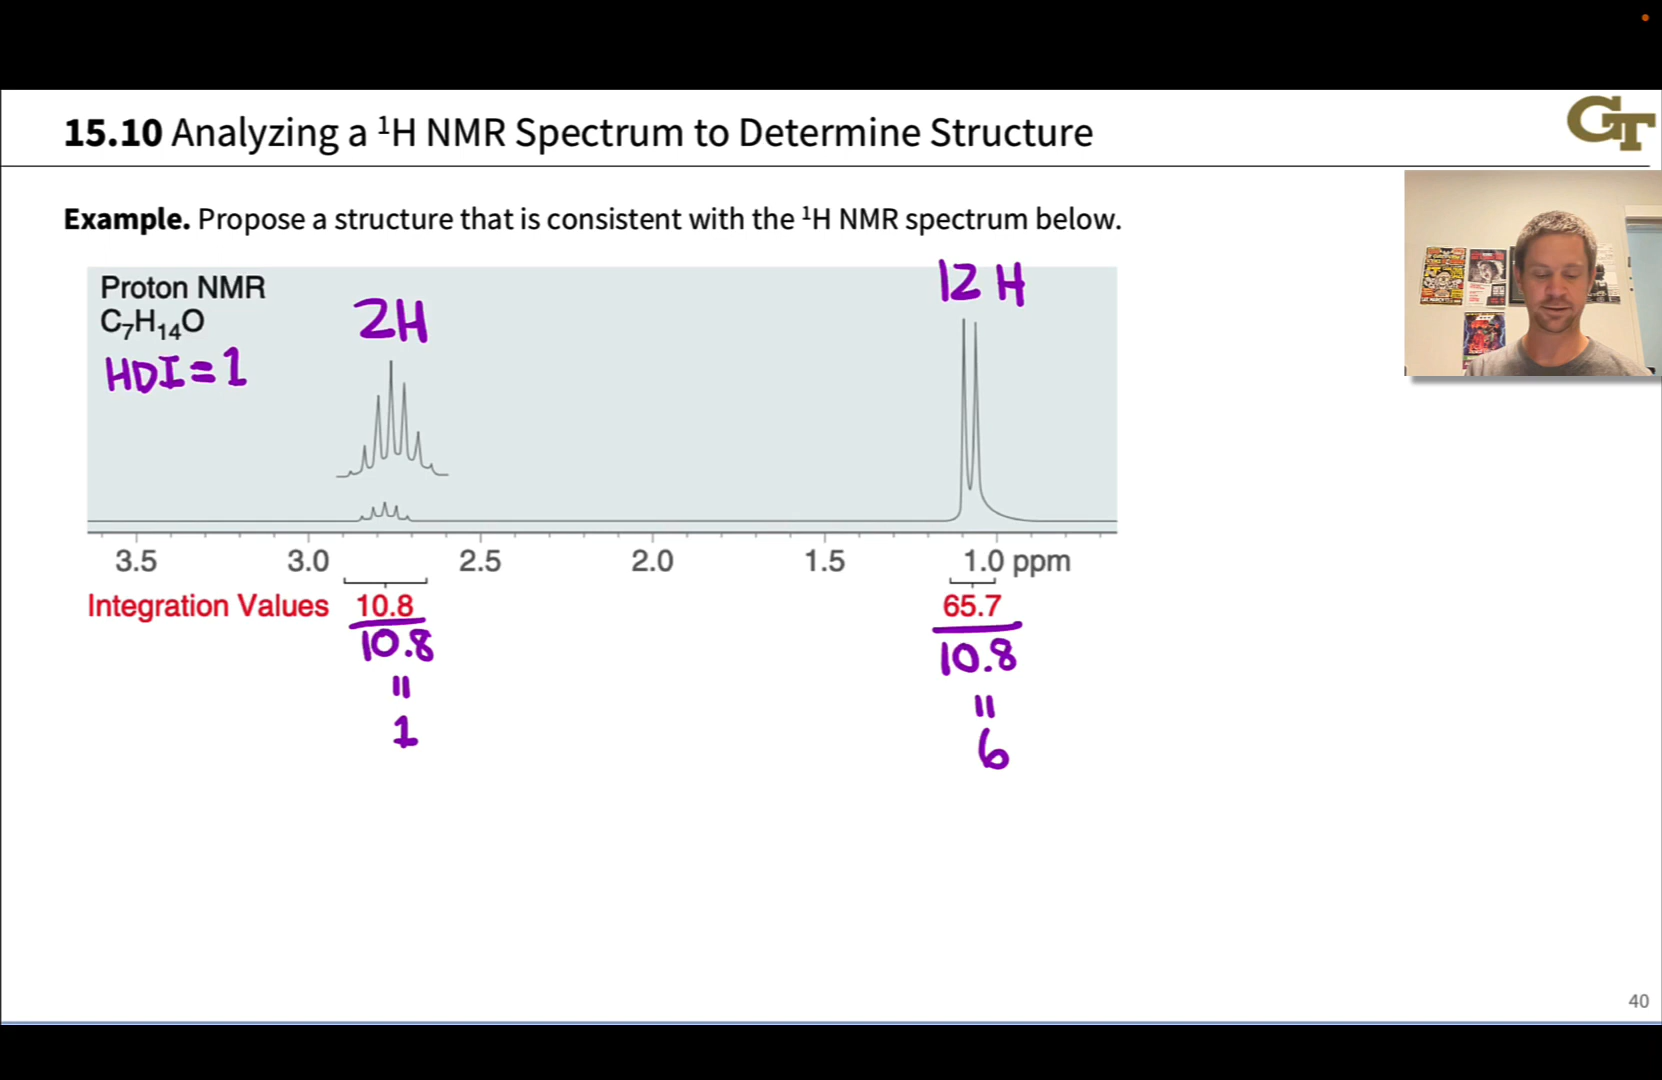 GT
15.10 Analyzing a ¹H NMR Spectrum to Determine Structure
Example. Propose a structure that is consistent with the ¹H NMR spectrum below.
Proton NMR
C₇H₁₄O
HDI = 1
2H
12 H
3.5 3.0 2.5 2.0 1.5 1.0 ppm
Integration Values 10.8 65.7
10.8 10.8
= =
1 6
40